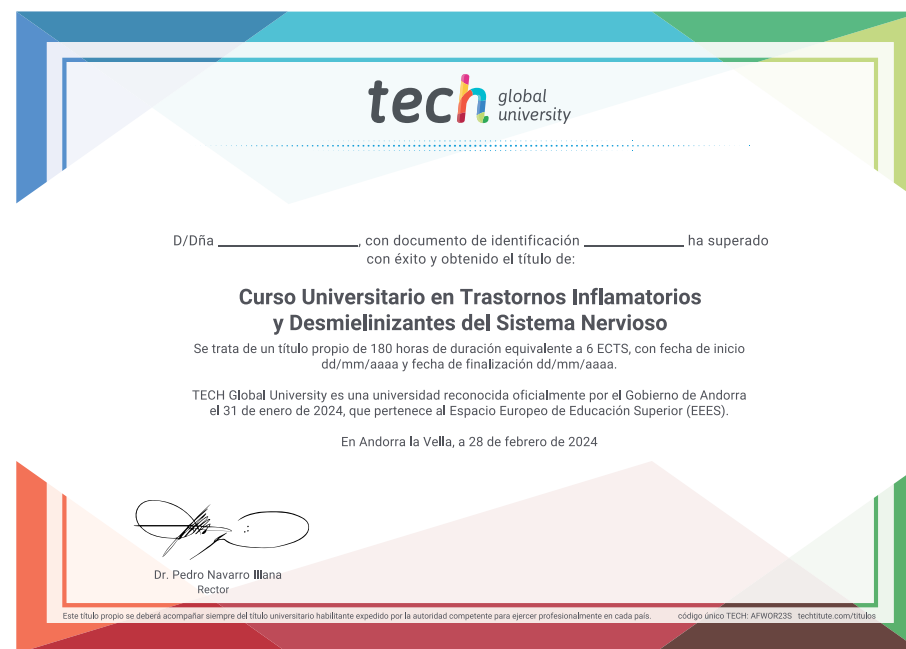 tech global university
D/Dña ____________________, con documento de identificación ______________ ha superado
con éxito y obtenido el título de:
Curso Universitario en Trastornos Inflamatorios
y Desmielinizantes del Sistema Nervioso
Se trata de un título propio de 180 horas de duración equivalente a 6 ECTS, con fecha de inicio
dd/mm/aaaa y fecha de finalización dd/mm/aaaa.
TECH Global University es una universidad reconocida oficialmente por el Gobierno de Andorra
el 31 de enero de 2024, que pertenece al Espacio Europeo de Educación Superior (EEES).
En Andorra la Vella, a 28 de febrero de 2024
Dr. Pedro Navarro Illana
Rector
Este título propio se deberá acompañar siempre del título universitario habilitante expedido por la autoridad competente para ejercer profesionalmente en cada país. código único TECH: AFWOR23S techtitute.com/titulos